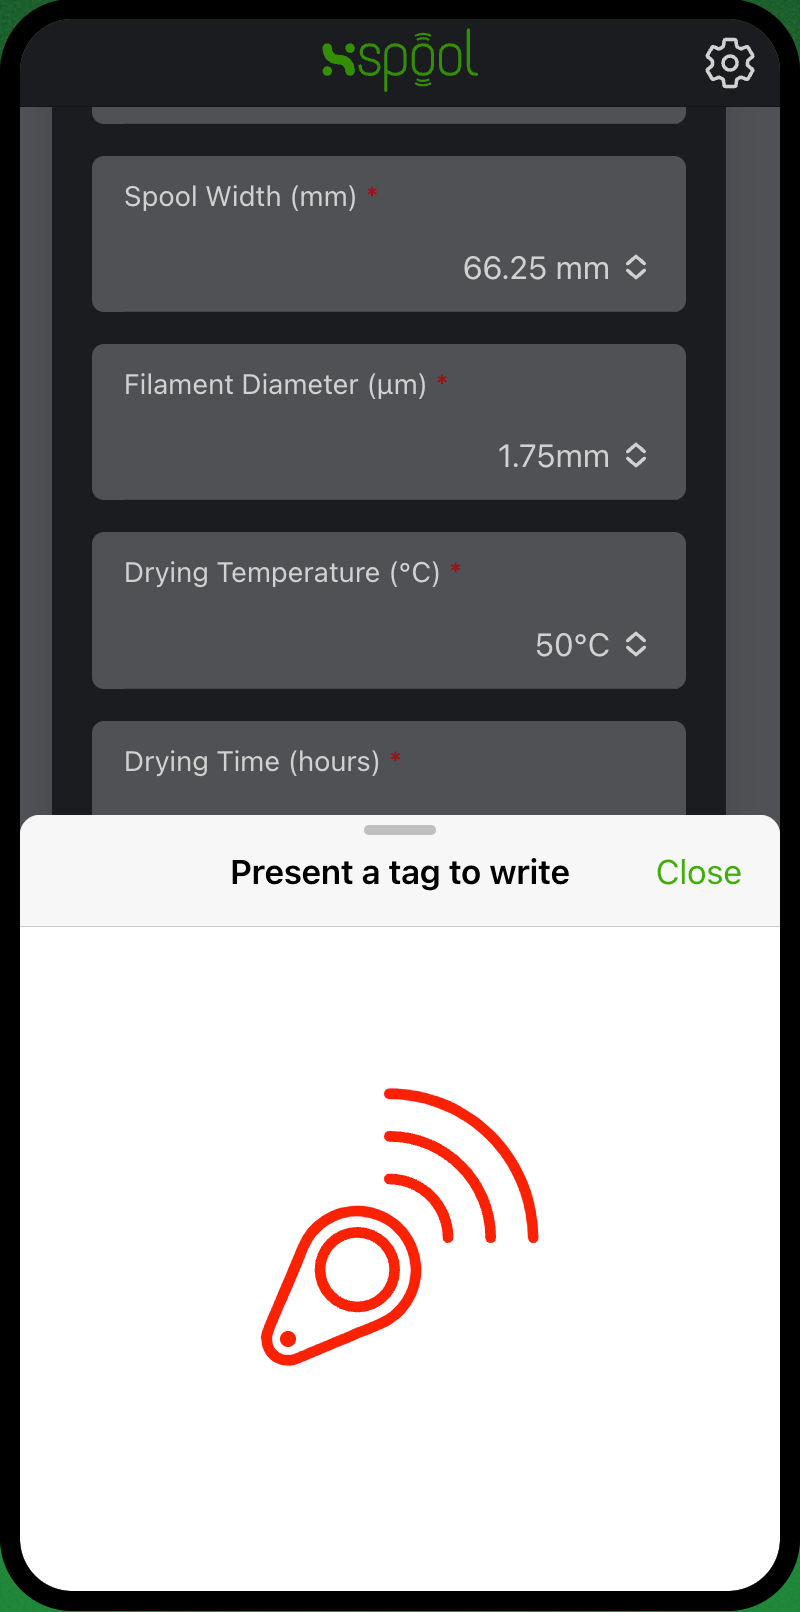 spool
Spool Width (mm) *
66.25 mm
Filament Diameter (µm) *
1.75mm
Drying Temperature (°C) *
50°C
Drying Time (hours) *
Present a tag to write
Close